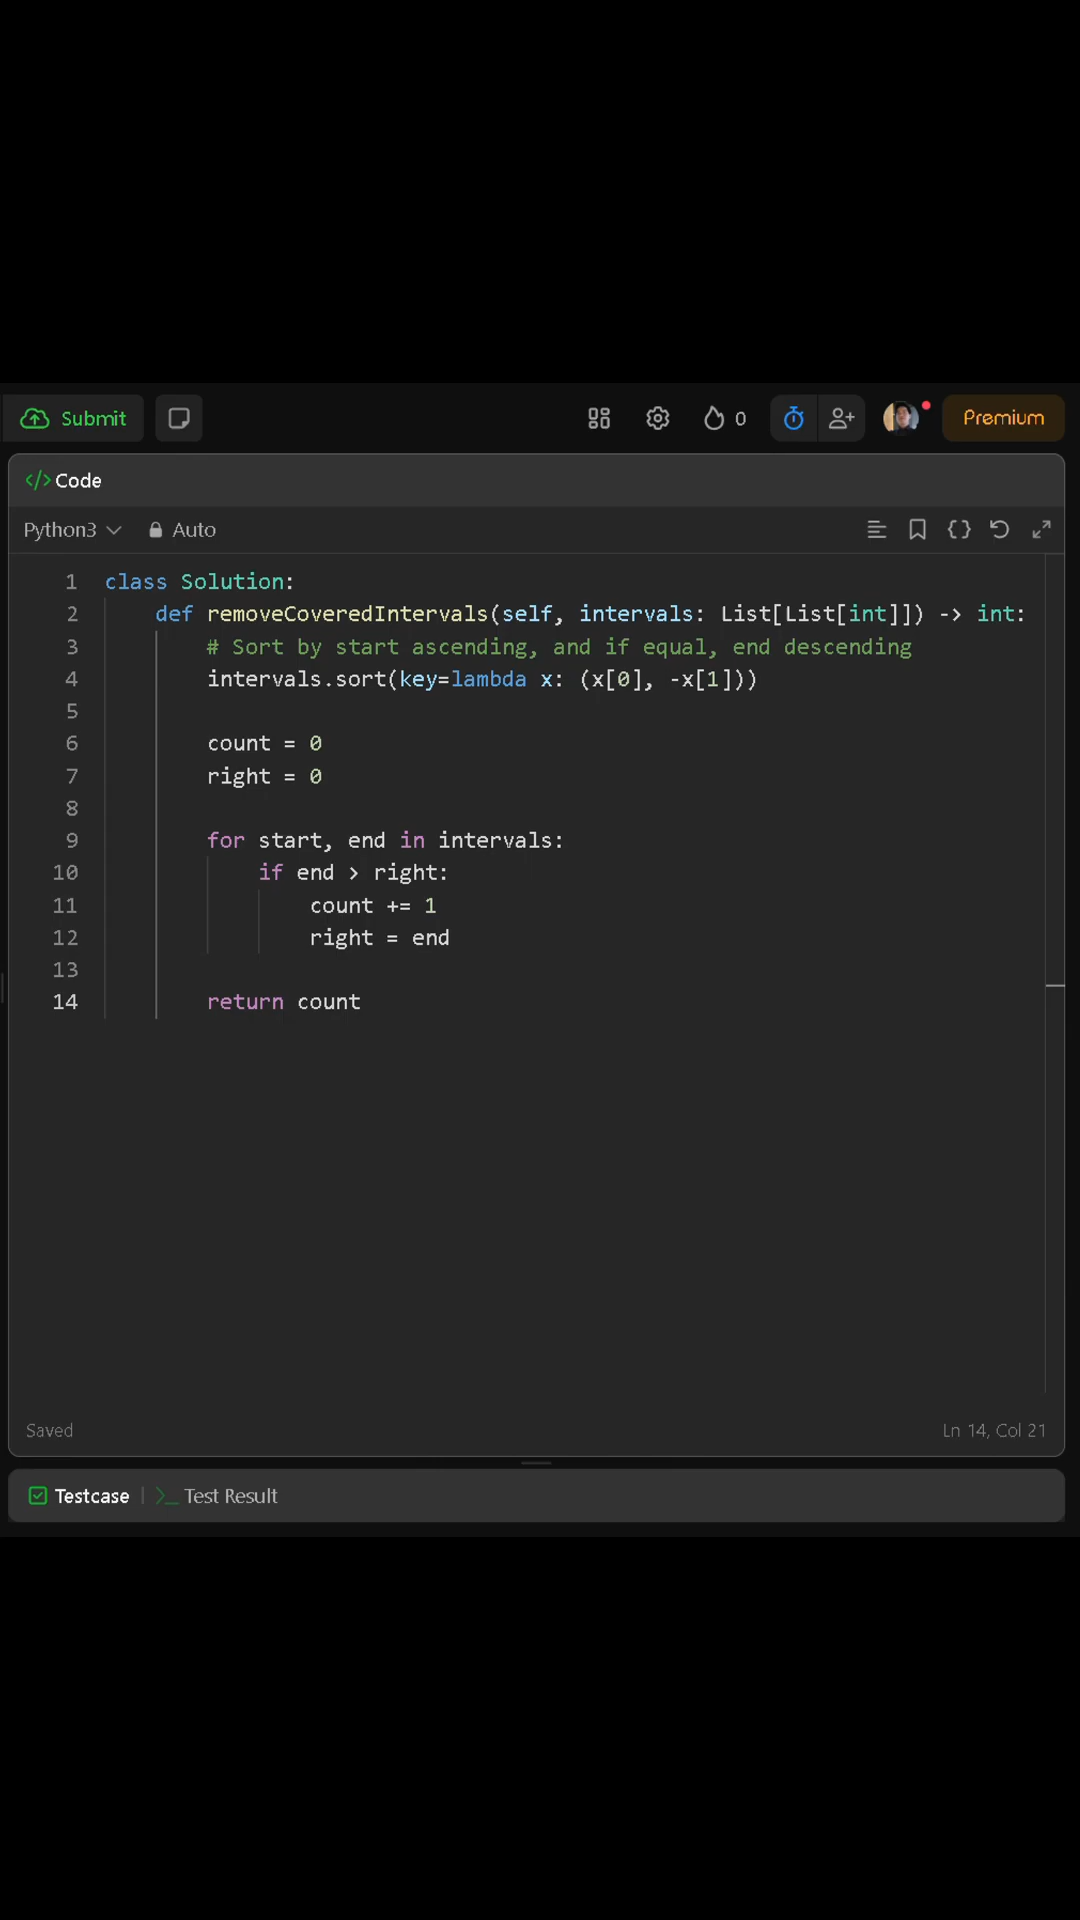 Submit 0 Premium
</> Code
Python3 Auto
1 class Solution:
2 def removeCoveredIntervals(self, intervals: List[List[int]]) -> int:
3 # Sort by start ascending, and if equal, end descending
4 intervals.sort(key=lambda x: (x[0], -x[1]))
5
6 count = 0
7 right = 0
8
9 for start, end in intervals:
10 if end > right:
11 count += 1
12 right = end
13
14 return count
Saved Ln 14, Col 21
Testcase | >_ Test Result